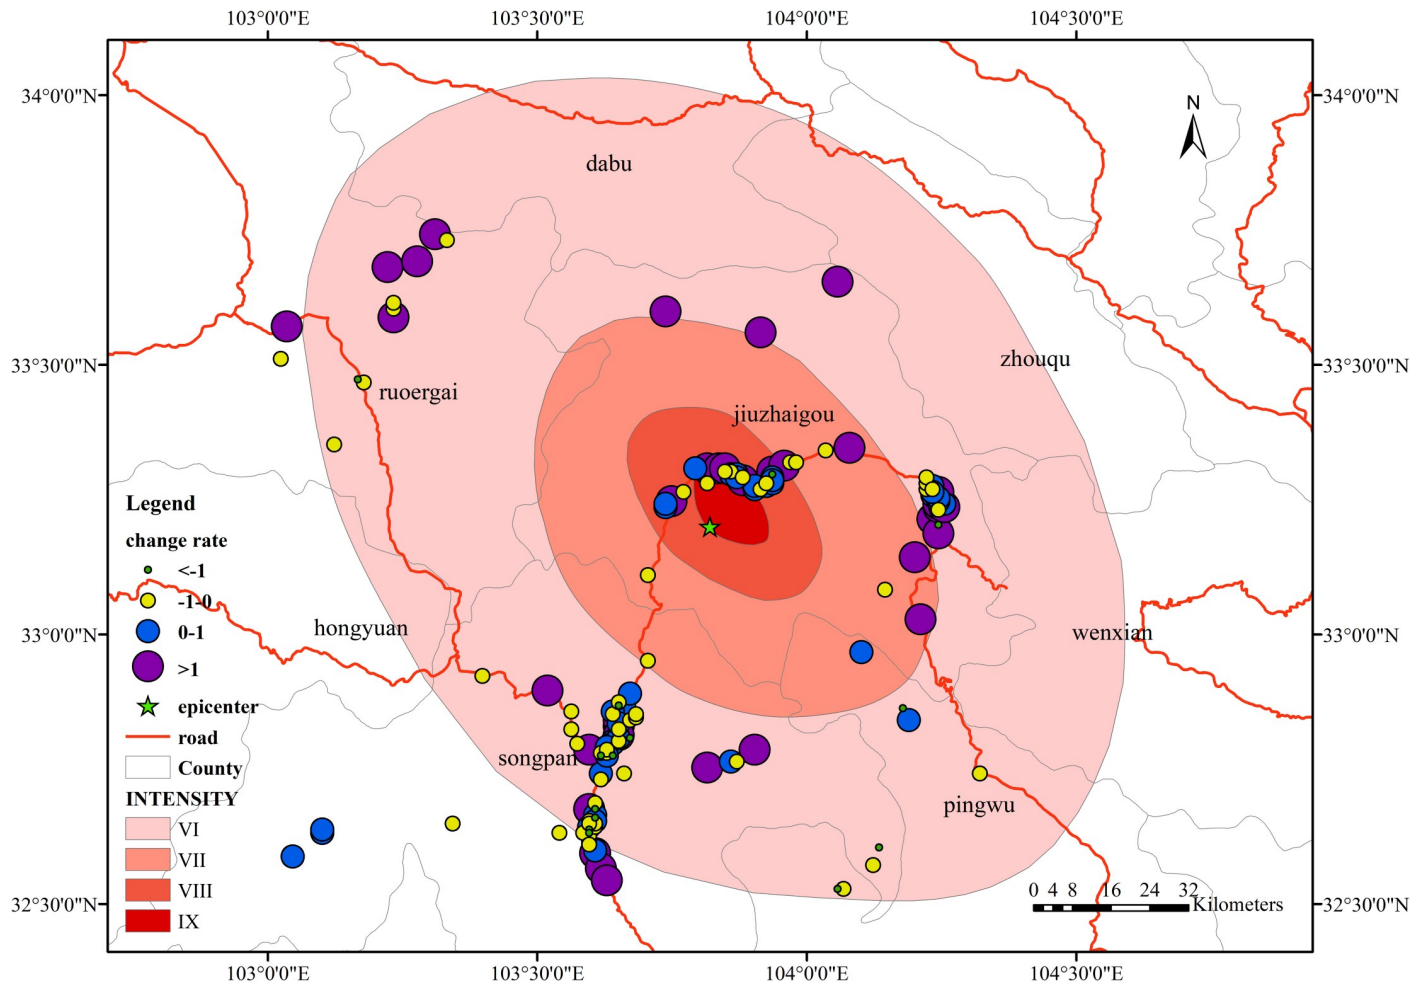 103°0'0"E
103°30'0"E
104°0'0"E
104°30'0"E
34°0'0"N
34°0'0"N
N
dabu
zhouqu
33°30'0"N
33°30'0"N
ruoergai
jiuzhaigou
Legend
change rate
<-1
-1-0
0-1
>1
epicenter
road
County
INTENSITY
VI
VII
VIII
IX
hongyuan
33°0'0"N
wenxian
33°0'0"N
songpan
pingwu
0 4 8 16 24 32
Kilometers
32°30'0"N
32°30'0"N
103°0'0"E
103°30'0"E
104°0'0"E
104°30'0"E